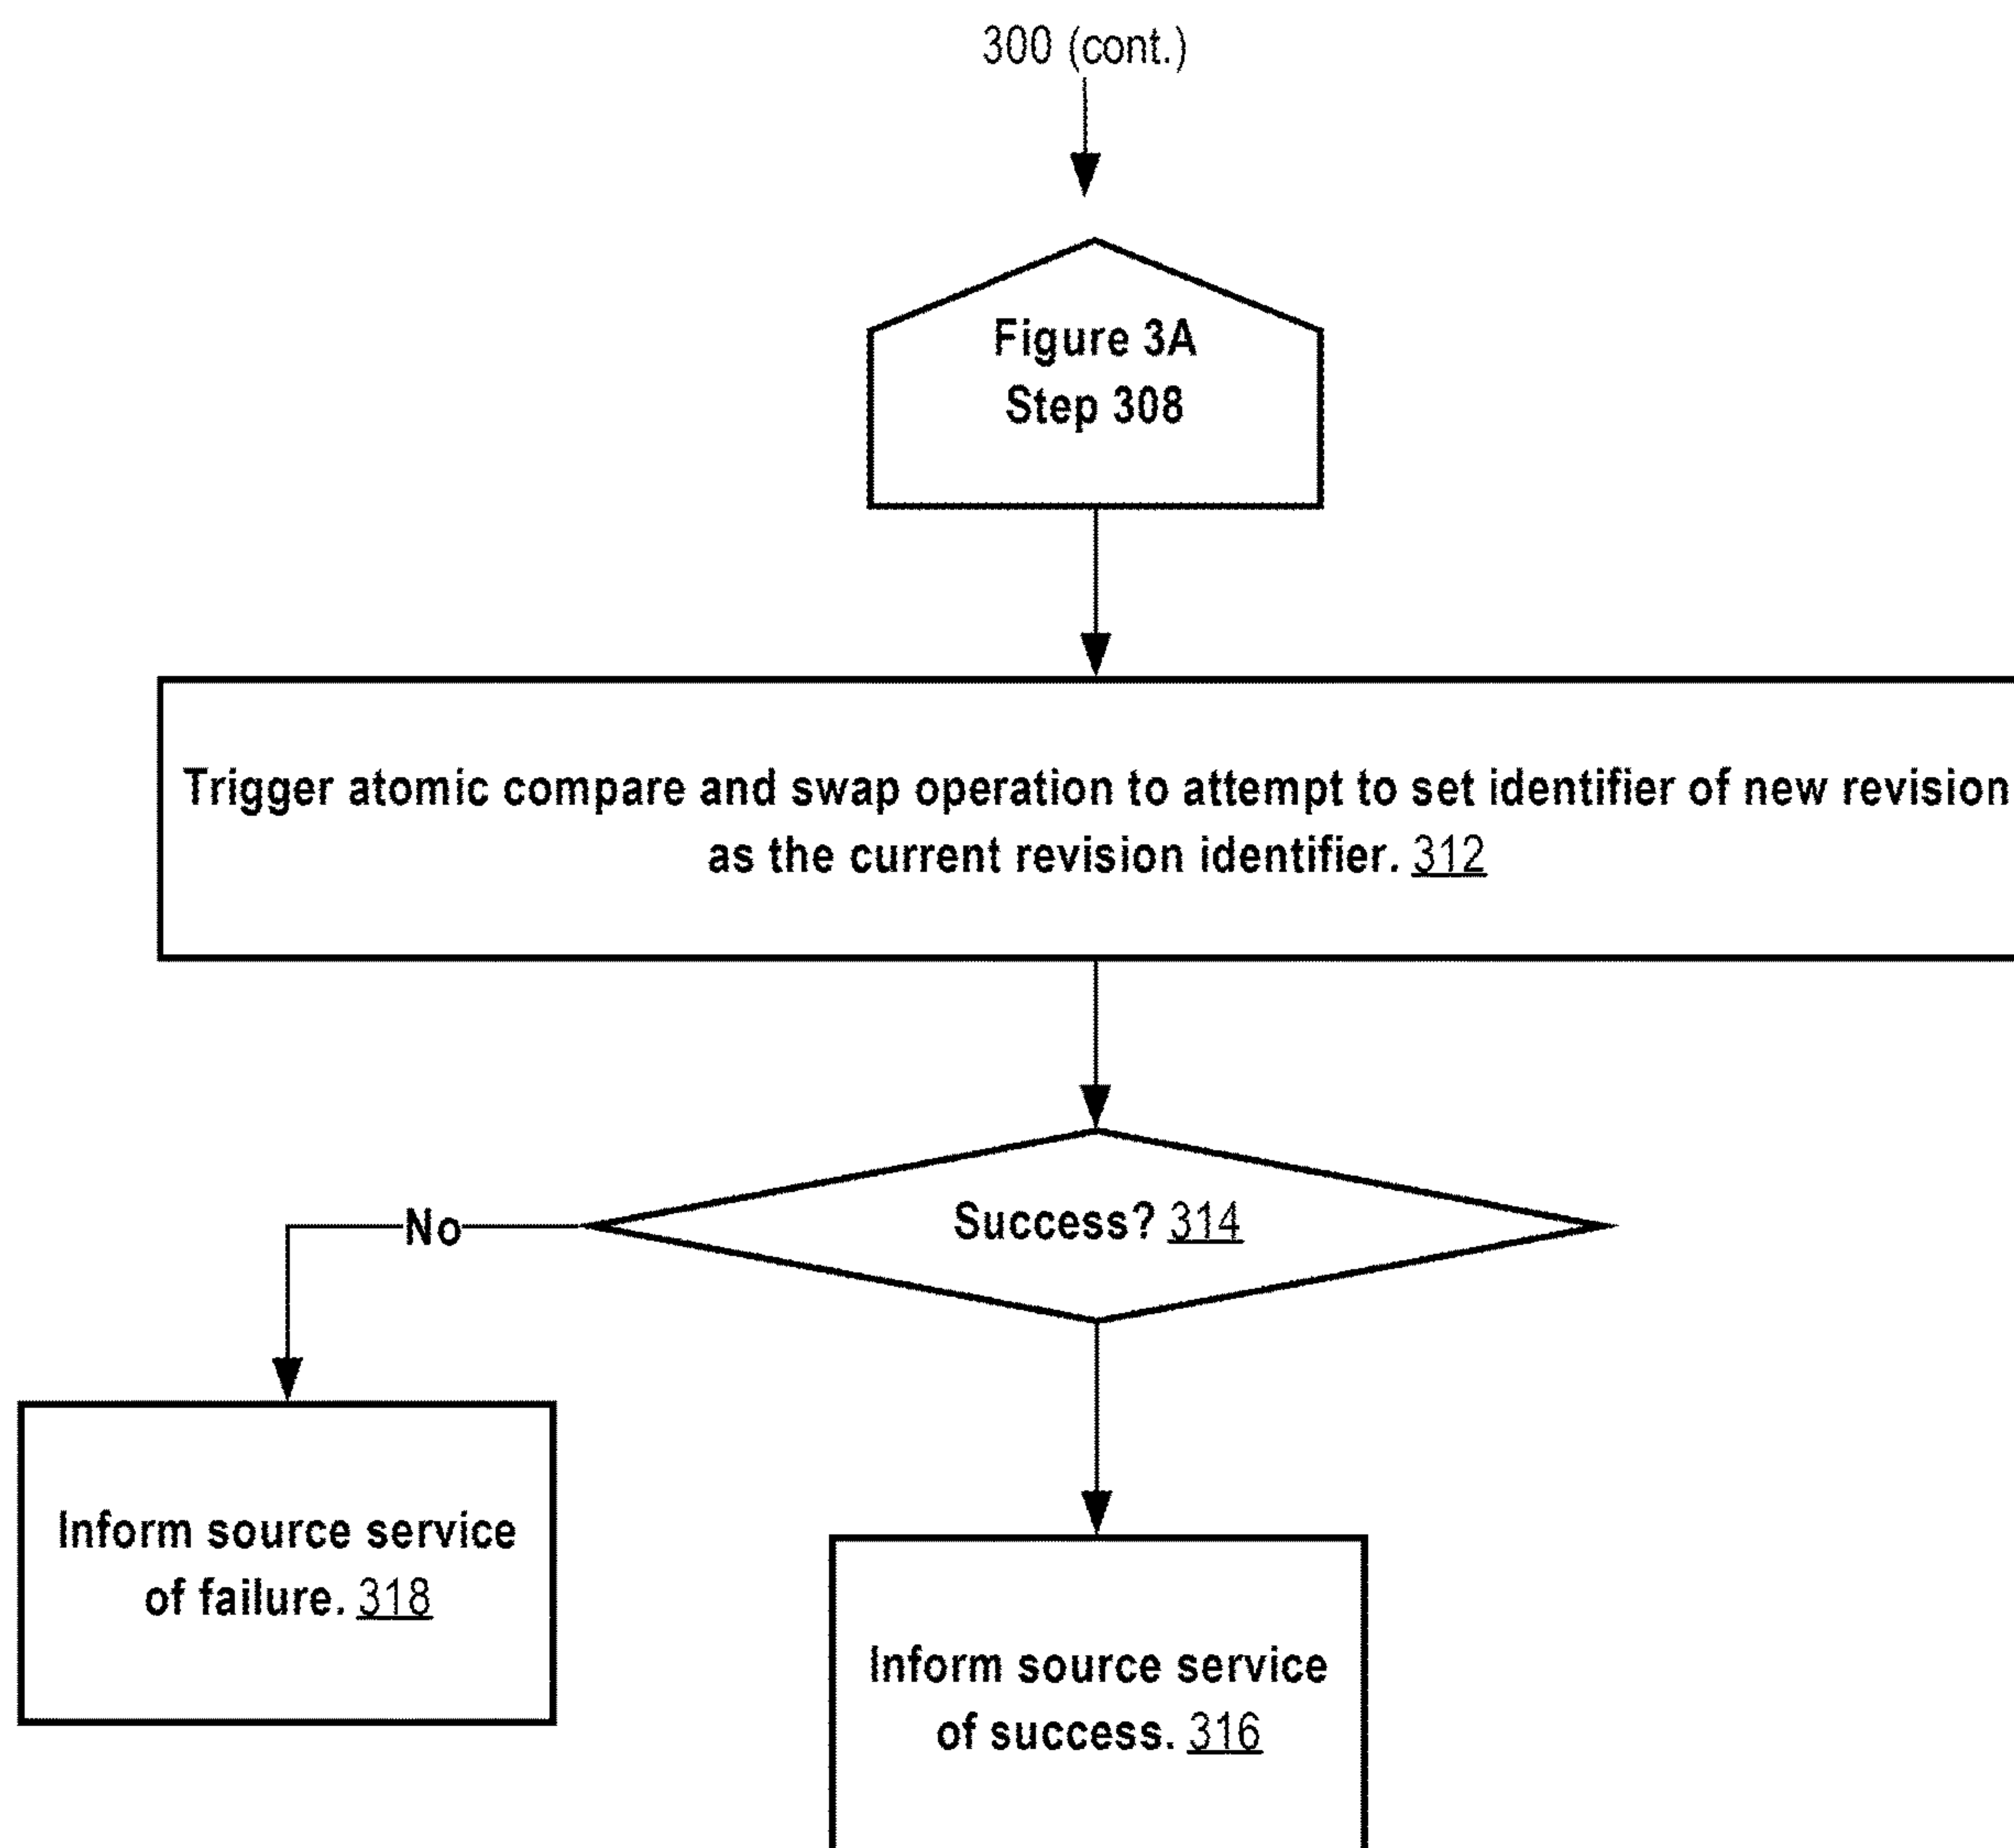 300 (cont.)
Figure 3A
Step 308
Trigger atomic compare and swap operation to attempt to set identifier of new revision
as the current revision identifier. 312
Success? 314
No
Inform source service
of failure. 318
Inform source service
of success. 316